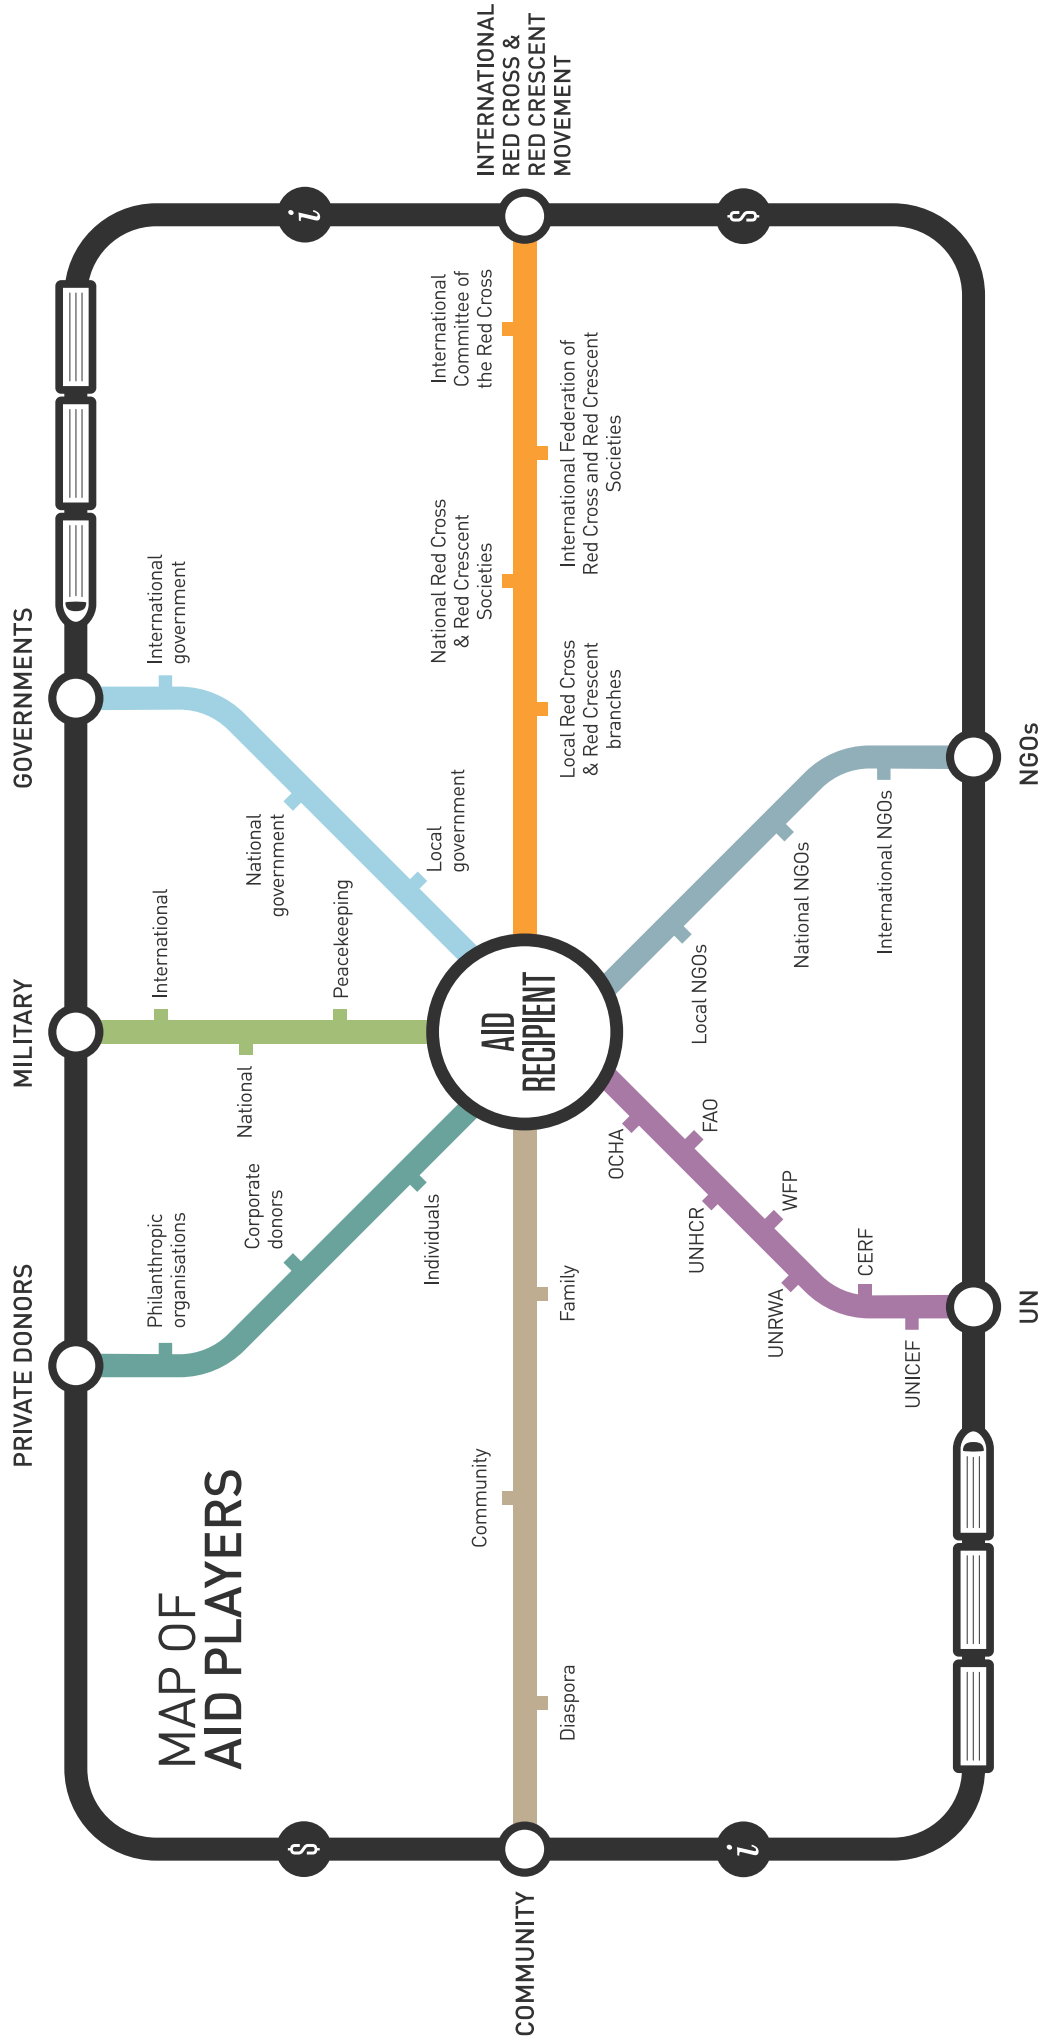 MAP OF
AID PLAYERS
PRIVATE DONORS
Philanthropic
organisations
Corporate
donors
Individuals
MILITARY
International
National
Peacekeeping
GOVERNMENTS
International
government
National
government
Local
government
INTERNATIONAL
RED CROSS &
RED CRESCENT
MOVEMENT
International
Committee of
the Red Cross
International Federation of
Red Cross and Red Crescent
Societies
National Red Cross
& Red Crescent
Societies
Local Red Cross
& Red Crescent
branches
AID
RECIPIENT
COMMUNITY
Diaspora
Community
Family
UN
OCHA
FAO
UNHCR
WFP
UNRWA
CERF
UNICEF
NGOs
Local NGOs
National NGOs
International NGOs
$
i
i
$